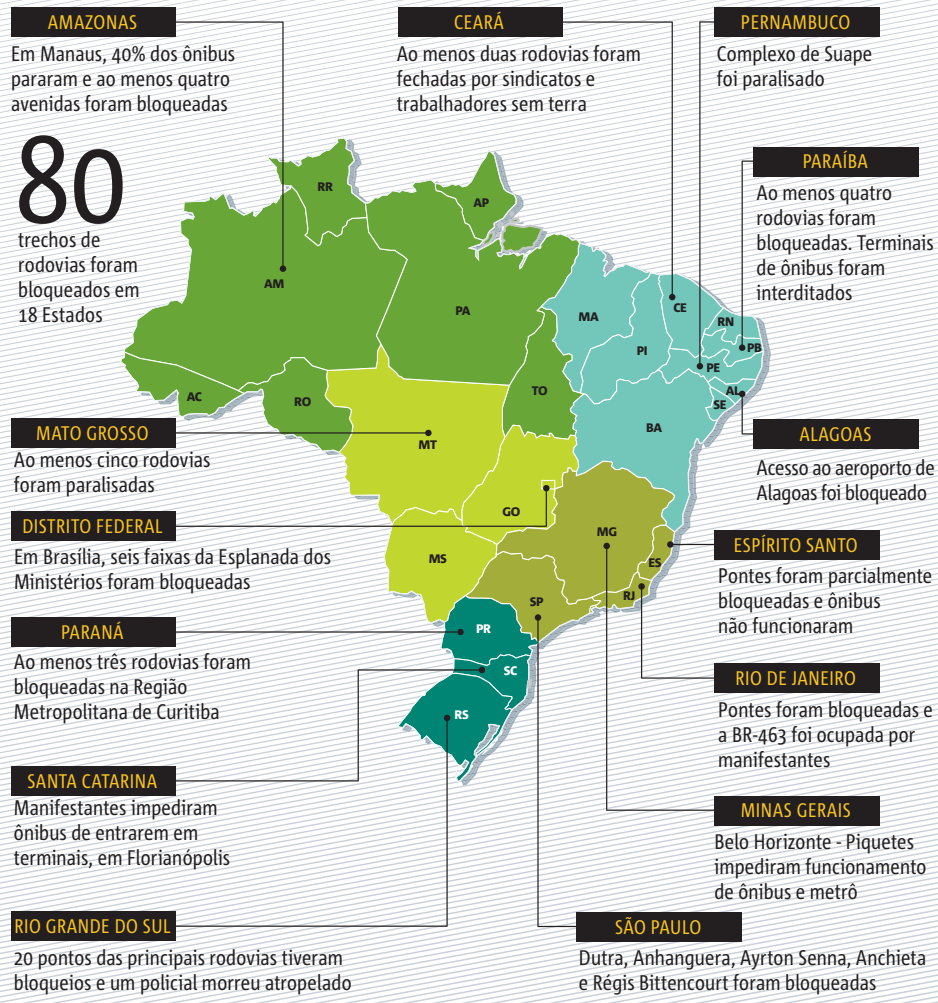 AMAZONAS
Em Manaus, 40% dos ônibus
pararam e ao menos quatro
avenidas foram bloqueadas
CEARÁ
Ao menos duas rodovias foram
fechadas por sindicatos e
trabalhadores sem terra
PERNAMBUCO
Complexo de Suape
foi paralisado
80
trechos de
rodovias foram
bloqueados em
18 Estados
PARAÍBA
Ao menos quatro
rodovias foram
bloqueadas. Terminais
de ônibus foram
interditados
RR
AP
AM
PA
MA
CE
RN
PB
PI
PE
AC
RO
TO
AL
SE
BA
MT
GO
MG
ES
MS
SP
RJ
PR
SC
RS
MATO GROSSO
Ao menos cinco rodovias
foram paralisadas
ALAGOAS
Acesso ao aeroporto de
Alagoas foi bloqueado
DISTRITO FEDERAL
Em Brasília, seis faixas da Esplanada dos
Ministérios foram bloqueadas
ESPÍRITO SANTO
Pontes foram parcialmente
bloqueadas e ônibus
não funcionaram
PARANÁ
Ao menos três rodovias foram
bloqueadas na Região
Metropolitana de Curitiba
RIO DE JANEIRO
Pontes foram bloqueadas e
a BR-463 foi ocupada por
manifestantes
SANTA CATARINA
Manifestantes impediram
ônibus de entrarem em
terminais, em Florianópolis
MINAS GERAIS
Belo Horizonte - Piquetes
impediram funcionamento
de ônibus e metrô
RIO GRANDE DO SUL
20 pontos das principais rodovias tiveram
bloqueios e um policial morreu atropelado
SÃO PAULO
Dutra, Anhanguera, Ayrton Senna, Anchieta
e Régis Bittencourt foram bloqueadas